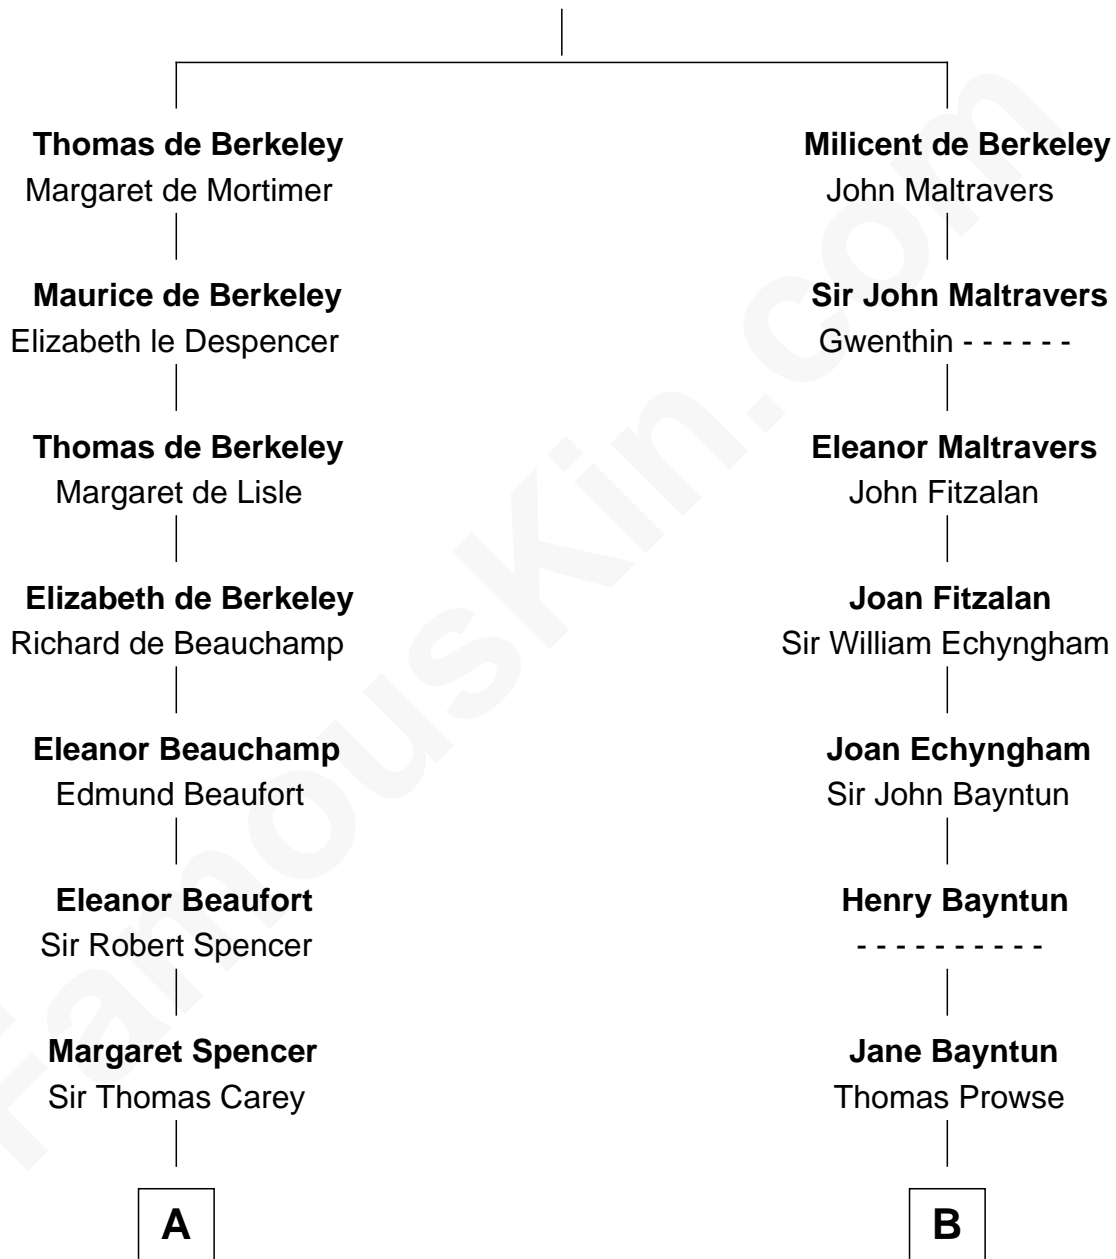 Thomas de Berkeley
Margaret de Mortimer
Maurice de Berkeley
Elizabeth le Despencer
Thomas de Berkeley
Margaret de Lisle
Elizabeth de Berkeley
Richard de Beauchamp
Eleanor Beauchamp
Edmund Beaufort
Eleanor Beaufort
Sir Robert Spencer
Margaret Spencer
Sir Thomas Carey
A
Milicent de Berkeley
John Maltravers
Sir John Maltravers
Gwenthin - - - - - -
Eleanor Maltravers
John Fitzalan
Joan Fitzalan
Sir William Echyngham
Joan Echyngham
Sir John Bayntun
Henry Bayntun
- - - - - - - - - -
Jane Bayntun
Thomas Prowse
B
FamousKin.com